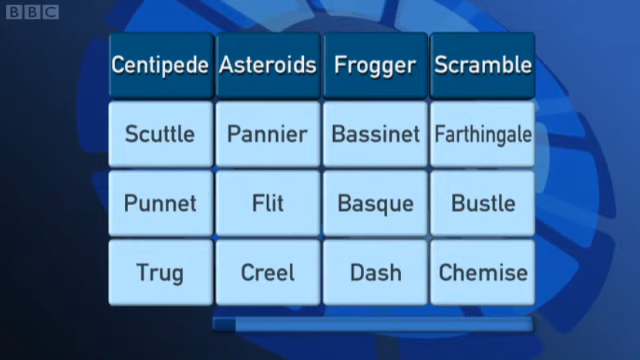 BBC
Centipede Asteroids Frogger Scramble
Scuttle Pannier Bassinet Farthingale
Punnet Flit Basque Bustle
Trug Creel Dash Chemise